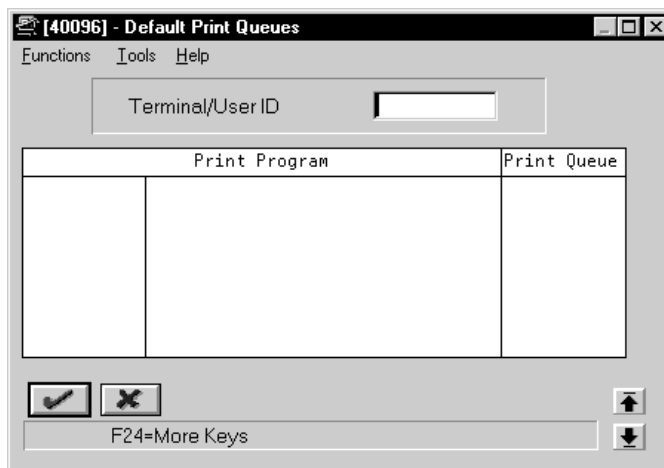 [40096] - Default Print Queues
Functions Tools Help
Terminal/User ID
Print Program Print Queue
F24=More Keys